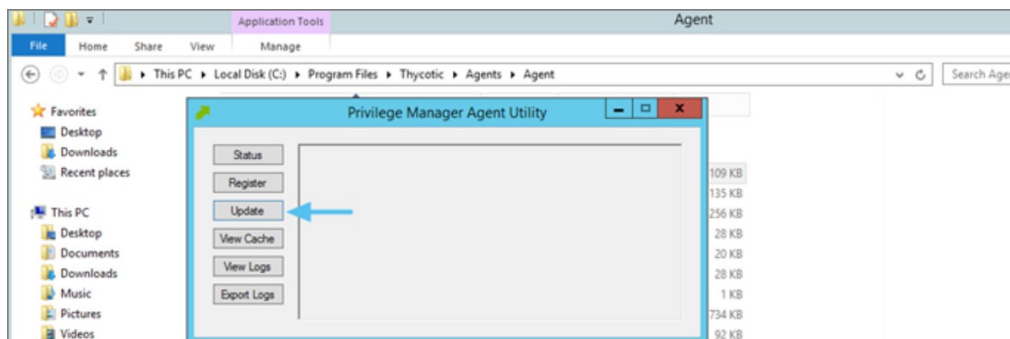 Application Tools
Agent
File Home Share View Manage
This PC Local Disk (C:) Program Files Thycotic Agents Agent
Search Age
Favorites
Desktop
Downloads
Recent places
This PC
Desktop
Documents
Downloads
Music
Pictures
Videos
Privilege Manager Agent Utility
Status
Register
Update
View Cache
View Logs
Export Logs
109 KB
135 KB
256 KB
28 KB
20 KB
28 KB
1 KB
734 KB
92 KB